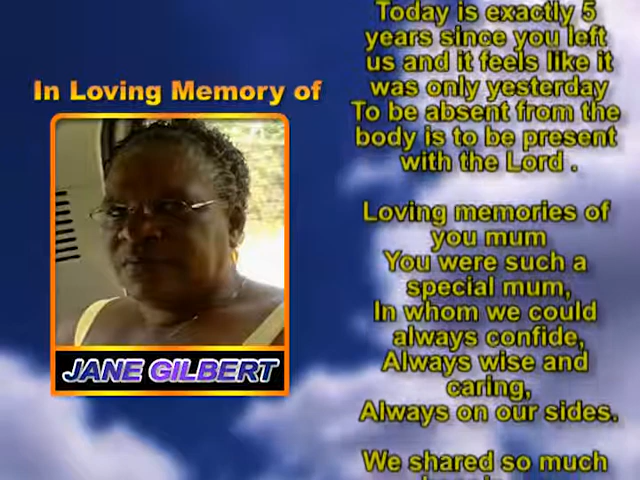 In Loving Memory of
JANE GILBERT
Today is exactly 5
years since you left
us and it feels like it
was only yesterday
To be absent from the
body is to be present
with the Lord .
Loving memories of
you mum
You were such a
special mum,
In whom we could
always confide,
Always wise and
caring,
Always on our sides.
We shared so much